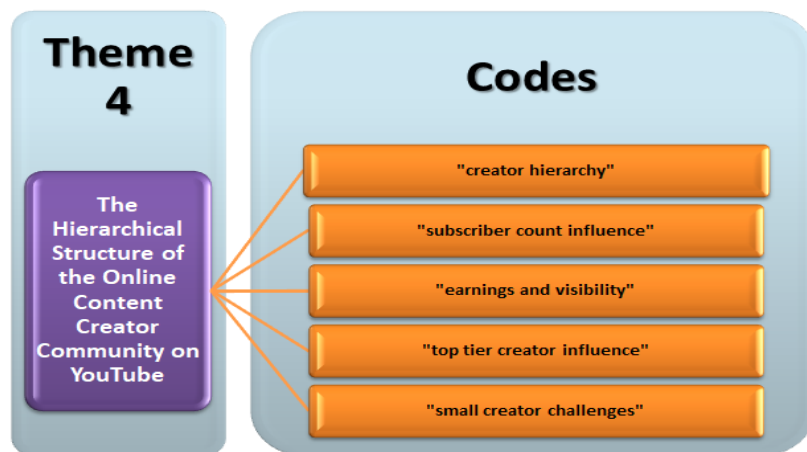 Theme
4
Codes
The
Hierarchical
Structure of
the Online
Content
Creator
Community on
YouTube
"creator hierarchy"
"subscriber count influence"
"earnings and visibility"
"top tier creator influence"
"small creator challenges"